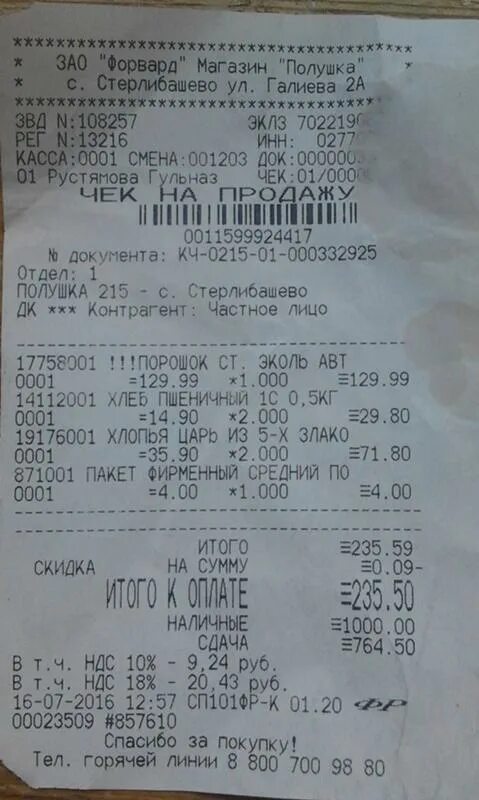 ****************************************
* ЗАО "Форвард" Магазин "Полушка" *
* с. Стерлибашево ул. Галиева 2А
****************************************
ЗВД N:108257 ЭКЛЗ 7022190
РЕГ N:13216 ИНН: 0277
КАССА:0001 СМЕНА:001203 ДОК:000000
01 Рустямова Гульназ ЧЕК:01/000
ЧЕК НА ПРОДАЖУ
0011599924417
№ документа: КЧ-0215-01-000332925
Отдел: 1
ПОЛУШКА 215 - с. Стерлибашево
ДК *** Контрагент: Частное лицо
17758001 !!!ПОРОШОК СТ. ЭКОЛЬ АВТ
0001 =129.99 *1.000 ≡129.99
14112001 ХЛЕБ ПШЕНИЧНЫЙ 1С 0,5КГ
0001 =14.90 *2.000 ≡29.80
19176001 ХЛОПЬЯ ЦАРЬ ИЗ 5-Х ЗЛАКО
0001 =35.90 *2.000 ≡71.80
871001 ПАКЕТ ФИРМЕННЫЙ СРЕДНИЙ ПО
0001 =4.00 *1.000 ≡4.00
ИТОГО ≡235.59
СКИДКА НА СУММУ ≡0.09-
ИТОГО К ОПЛАТЕ ≡235.50
НАЛИЧНЫЕ ≡1000.00
СДАЧА ≡764.50
В т.ч. НДС 10% - 9,24 руб.
В т.ч. НДС 18% - 20,43 руб.
16-07-2016 12:57 СП101ФР-К 01.20 ФР
00023509 #857610
Спасибо за покупку!
Тел. горячей линии 8 800 700 98 80